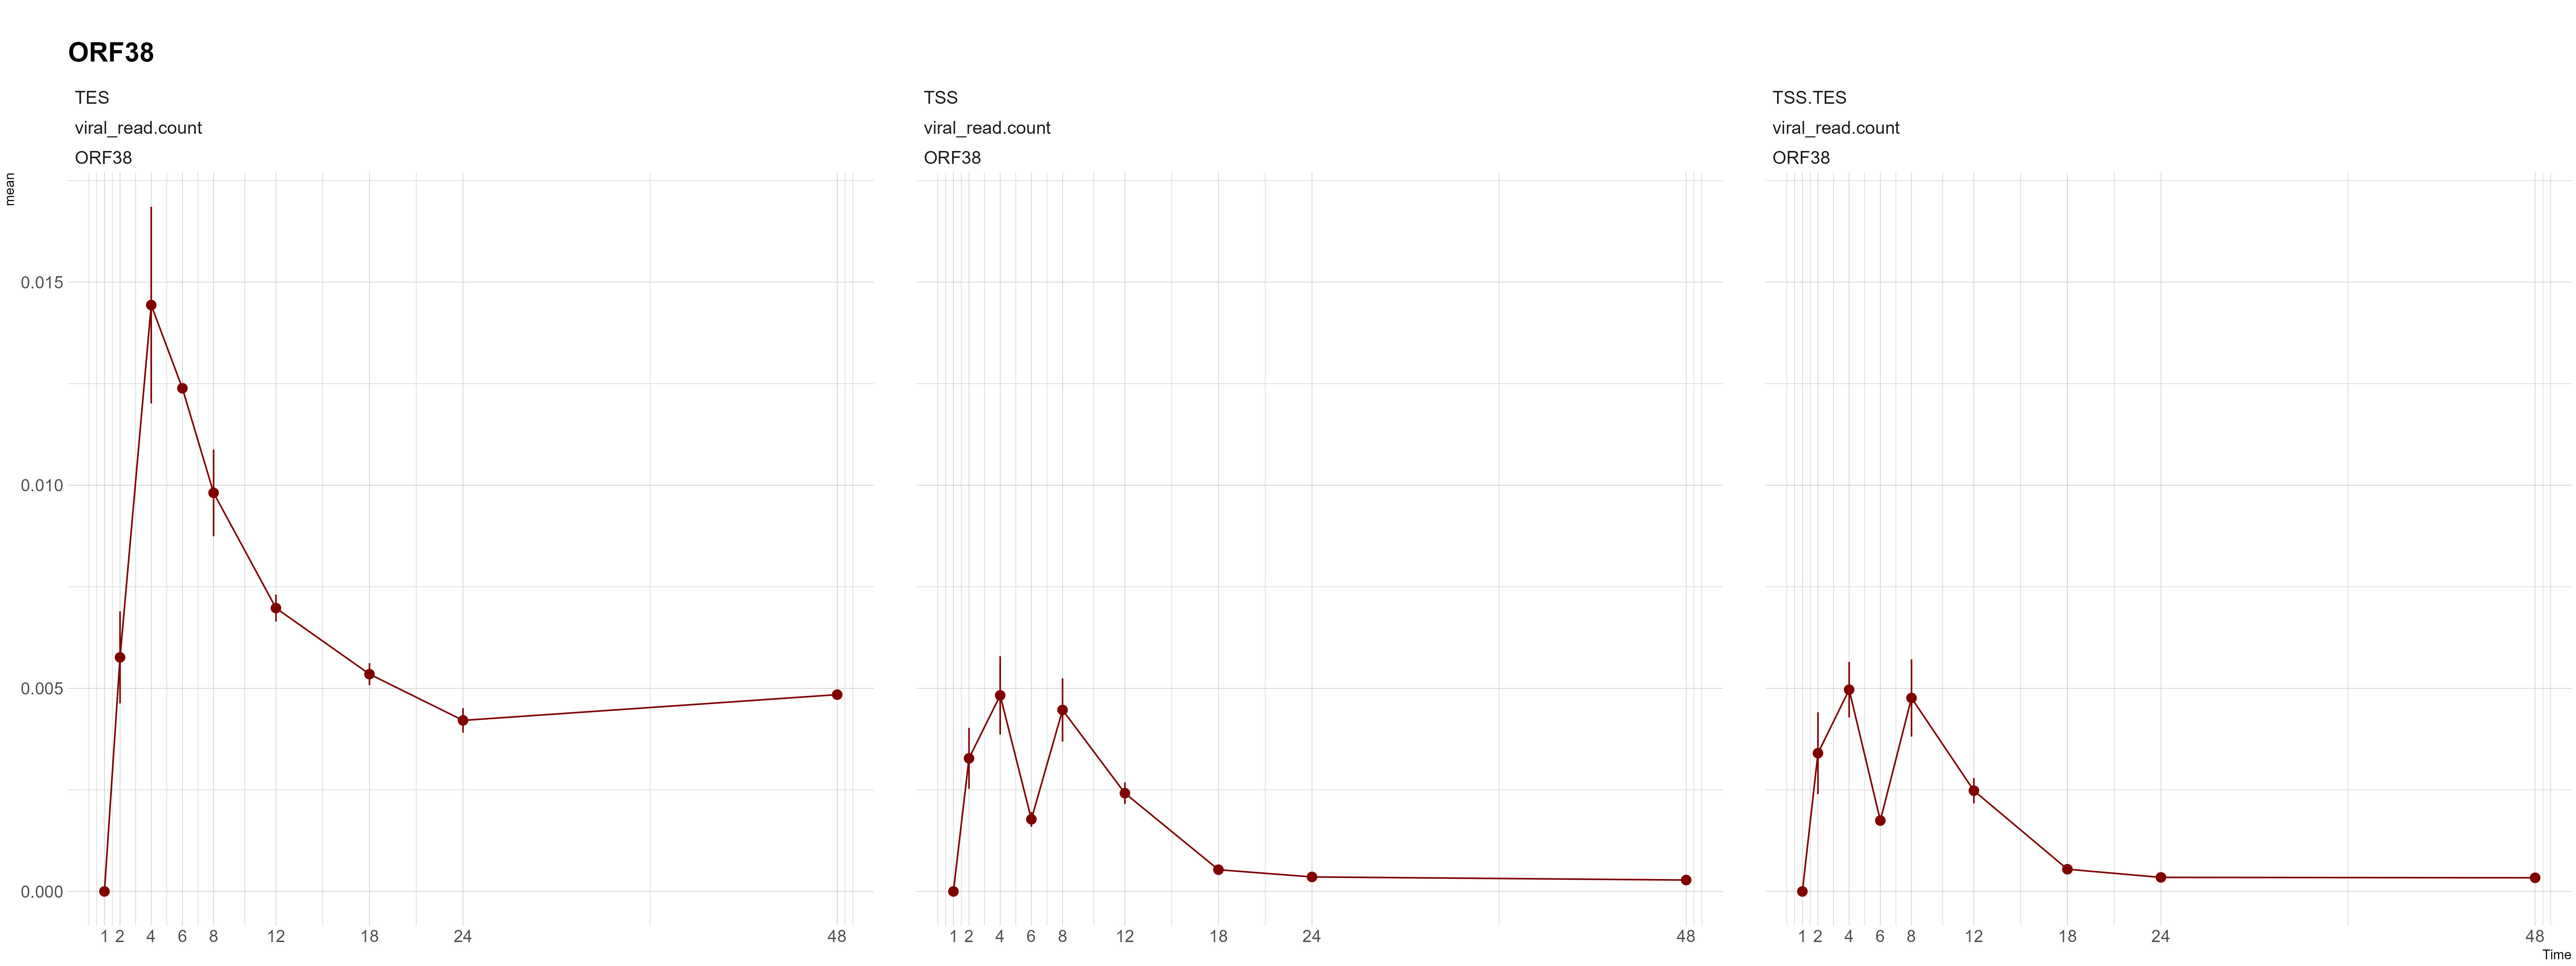 ORF38
TES
viral_read.count
ORF38
TSS
viral_read.count
ORF38
TSS.TES
viral_read.count
ORF38
mean
0.015
0.010
0.005
0.000
1 2 4 6 8 12 18 24 48
1 2 4 6 8 12 18 24 48
1 2 4 6 8 12 18 24 48
Time